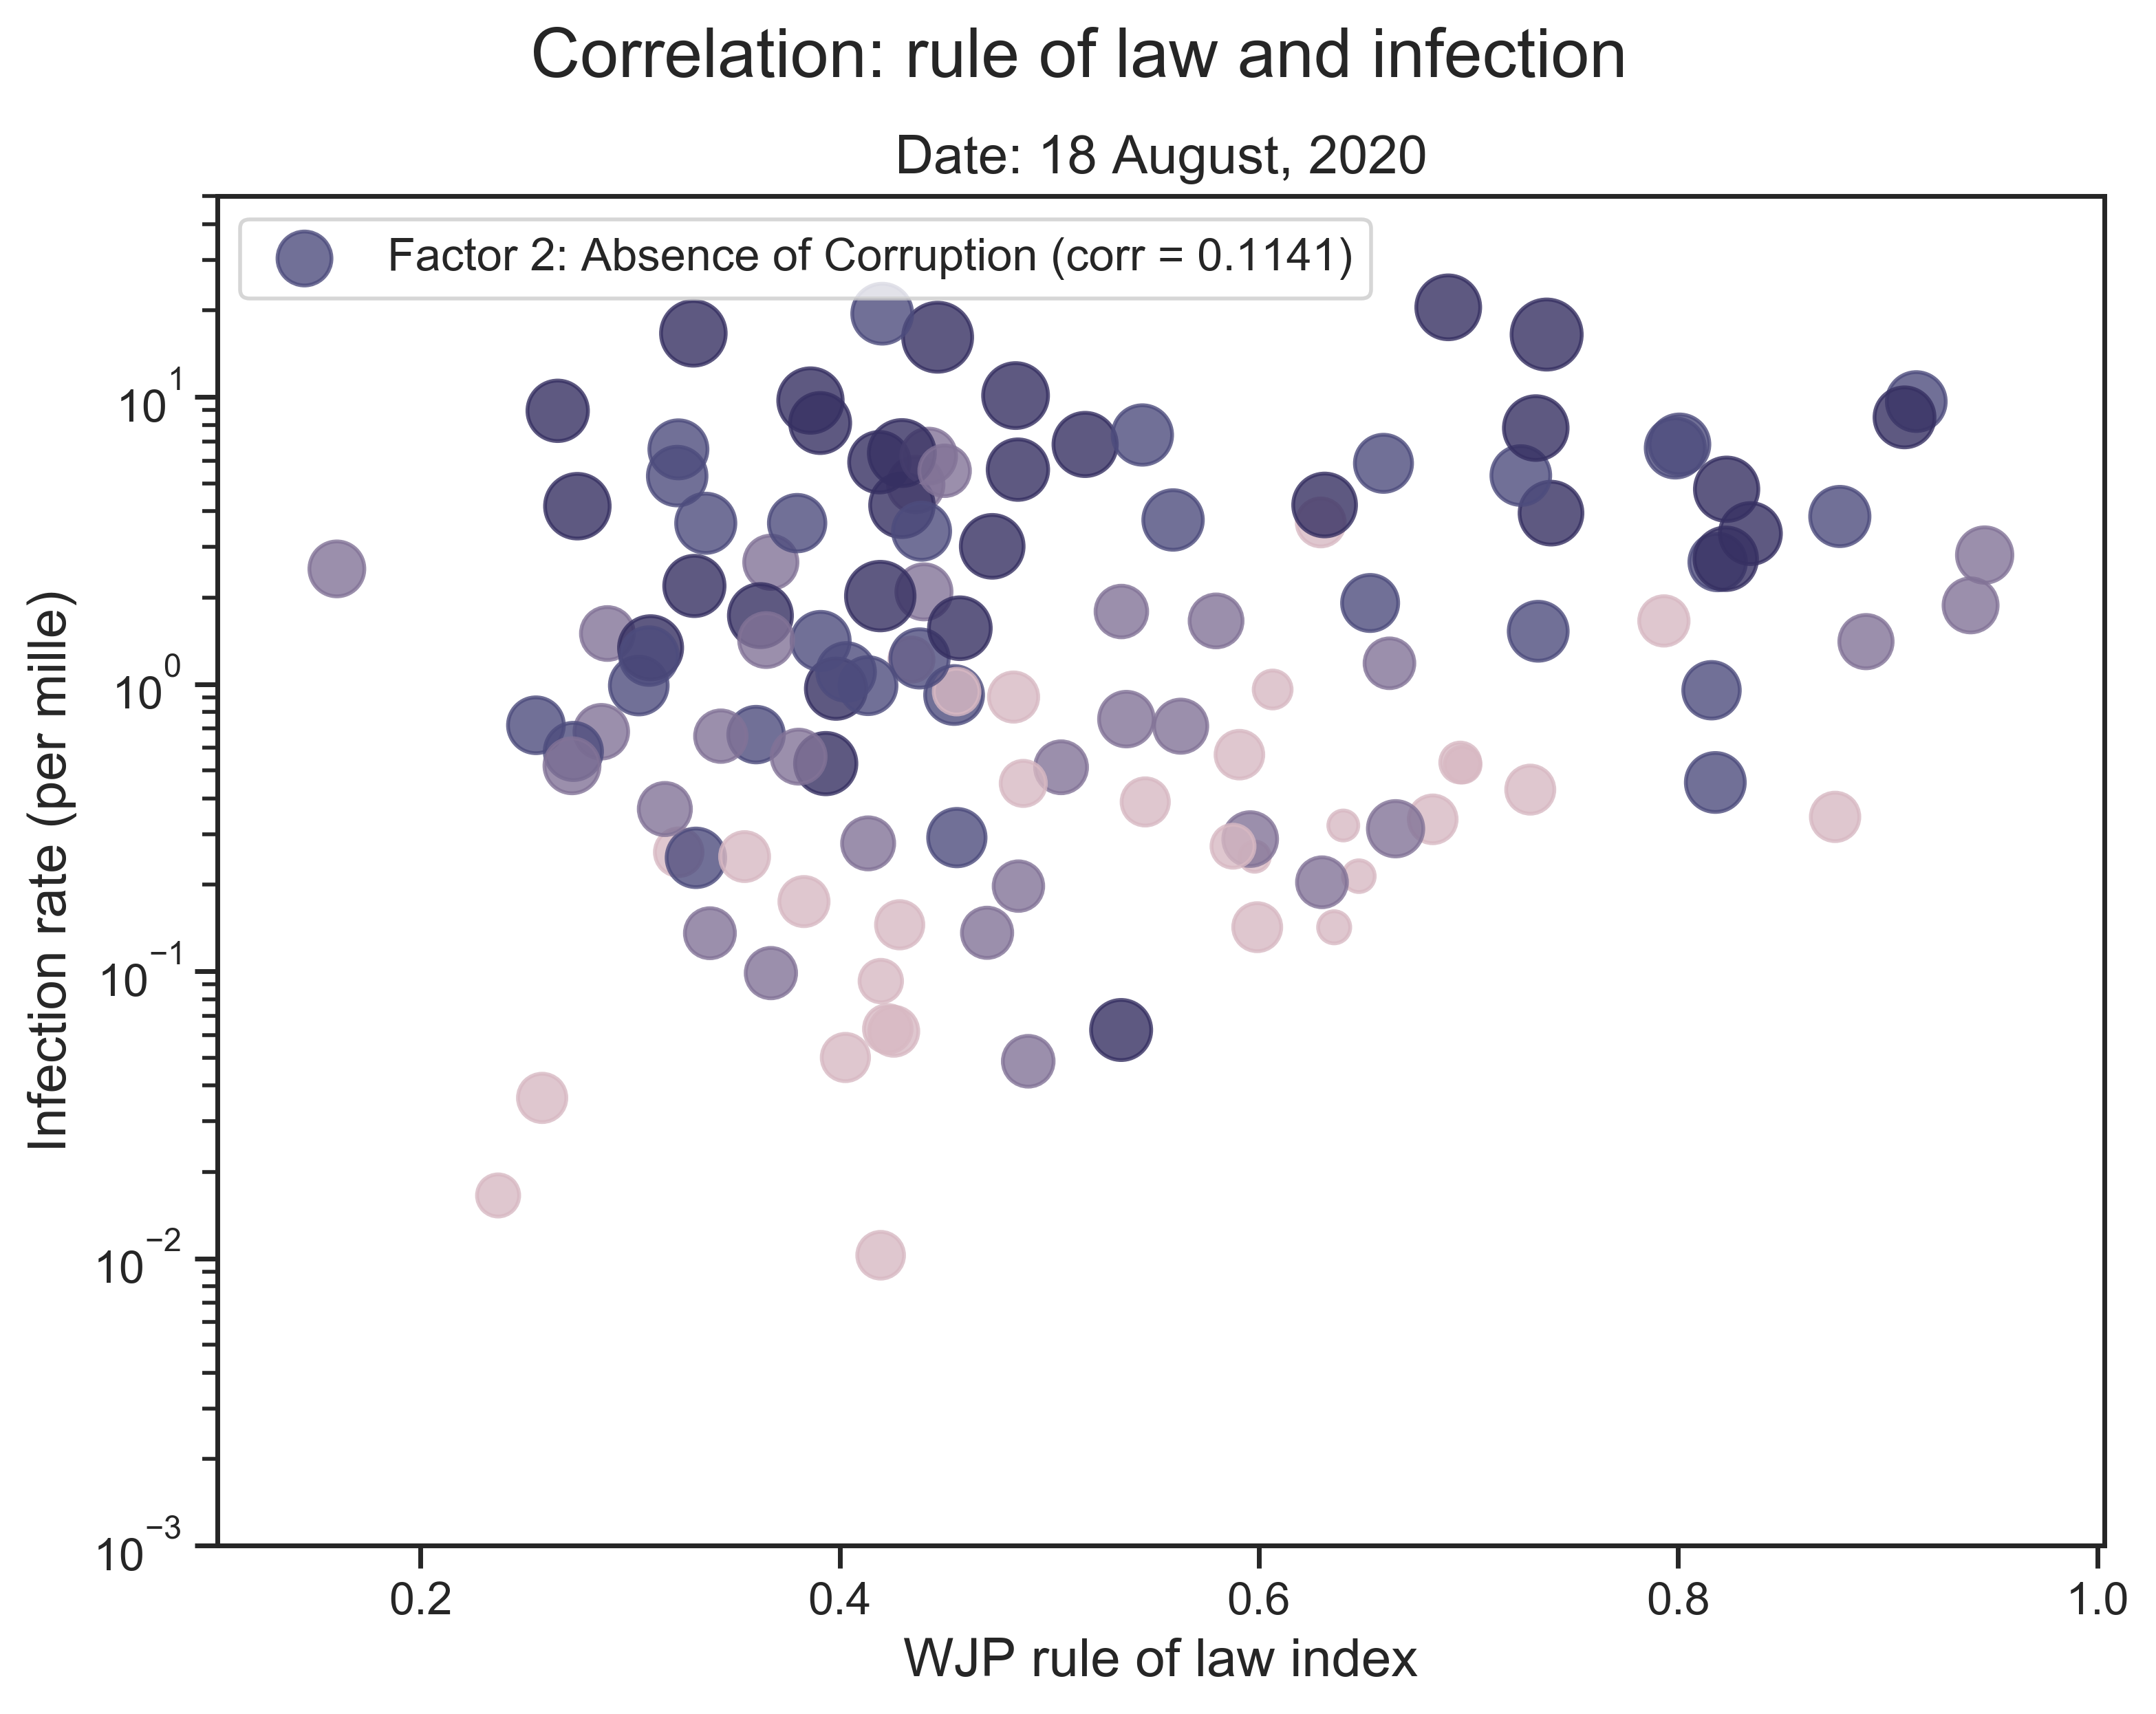 Correlation: rule of law and infection
Date: 18 August, 2020
Factor 2: Absence of Corruption (corr = 0.1141)
Infection rate (per mille)
10^1
10^0
10^−1
10^−2
10^−3
0.2 0.4 0.6 0.8 1.0
WJP rule of law index